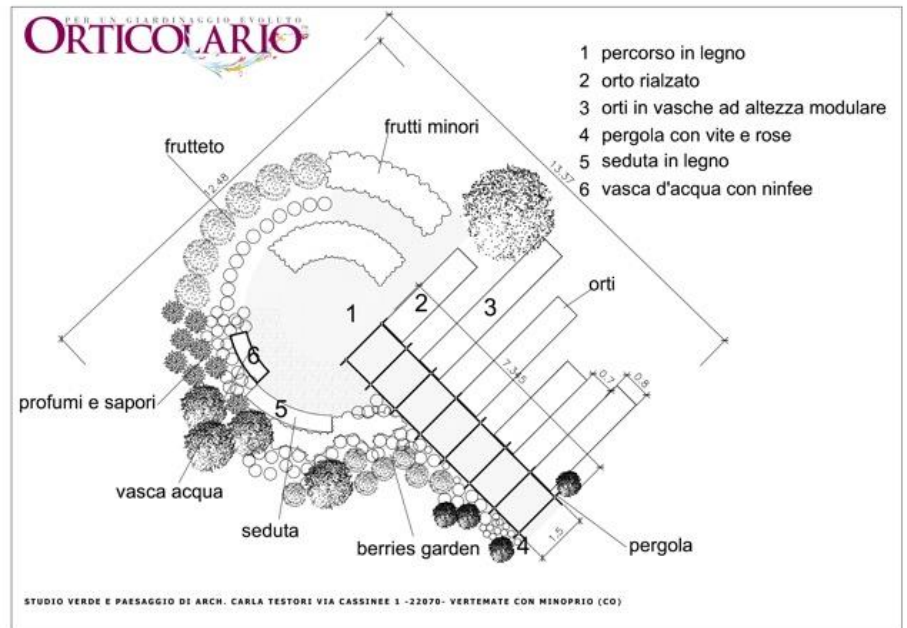 PER UN GIARDINAGGIO EVOLUTO
ORTICOLARIO
1 percorso in legno
2 orto rialzato
3 orti in vasche ad altezza modulare
4 pergola con vite e rose
5 seduta in legno
6 vasca d'acqua con ninfee
frutti minori
frutteto
12.48
13.37
orti
1
2
3
7.345
0.7
0.8
6
5
profumi e sapori
vasca acqua
seduta
berries garden
4
1.5
pergola
STUDIO VERDE E PAESAGGIO DI ARCH. CARLA TESTORI VIA CASSINEE 1 -22070- VERTEMATE CON MINOPRIO (CO)